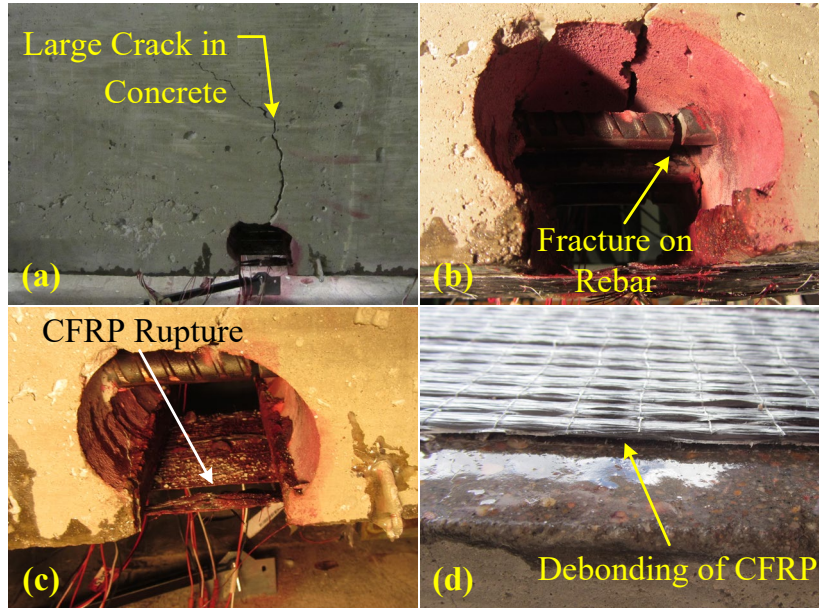 Large Crack in
Concrete
(a)
Fracture on
Rebar
(b)
CFRP Rupture
(c)
Debonding of CFRP
(d)